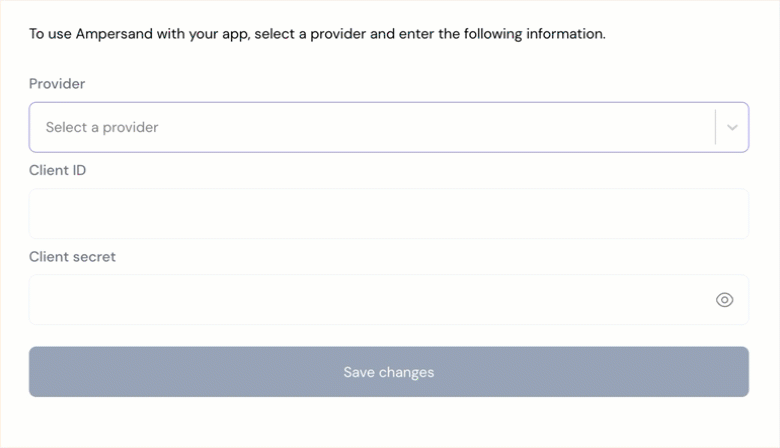 To use Ampersand with your app, select a provider and enter the following information.
Provider
Select a provider
Client ID
Client secret
Save changes